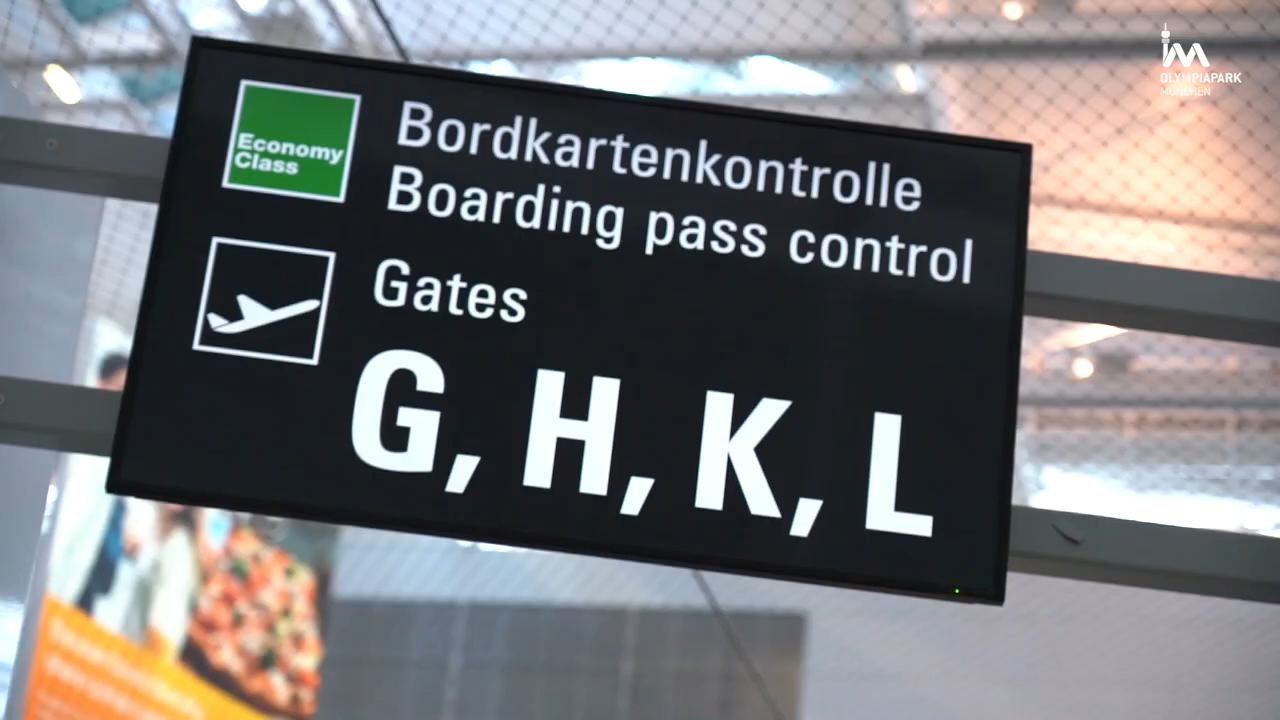 Economy
Class
Bordkartenkontrolle
Boarding pass control
Gates
G, H, K, L
OLYMPIAPARK
MÜNCHEN